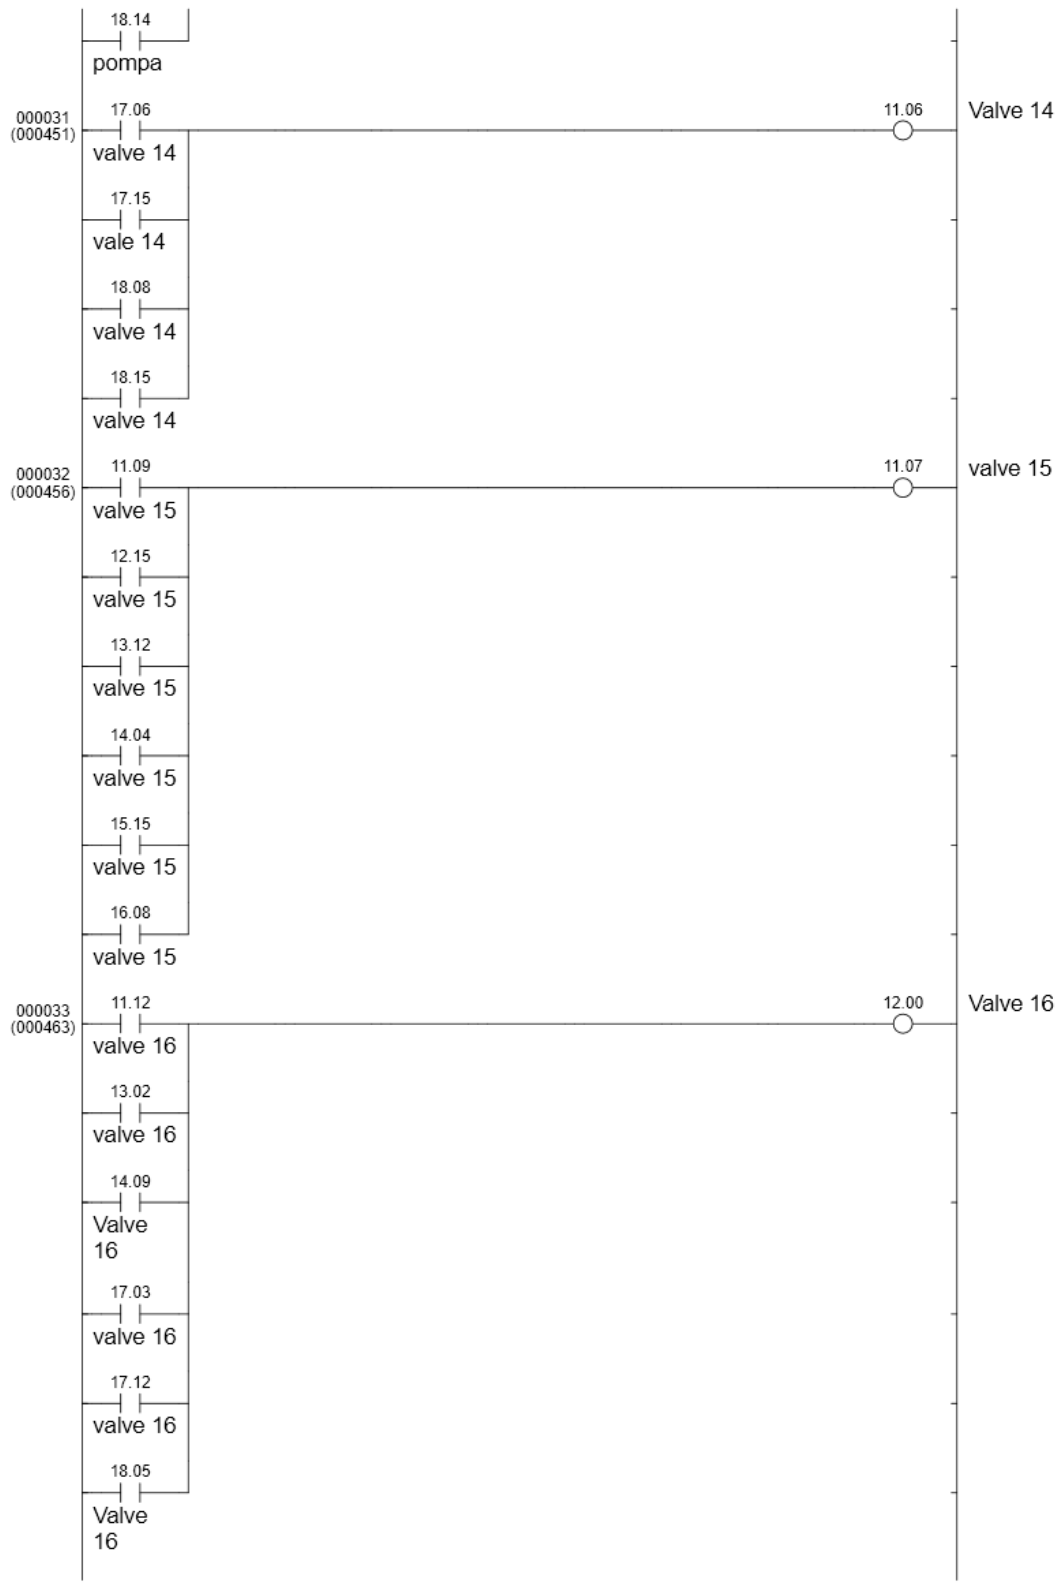 18.14
pompa
000031
(000451)
17.06
valve 14
11.06
Valve 14
17.15
vale 14
18.08
valve 14
18.15
valve 14
000032
(000456)
11.09
valve 15
11.07
valve 15
12.15
valve 15
13.12
valve 15
14.04
valve 15
15.15
valve 15
16.08
valve 15
000033
(000463)
11.12
valve 16
12.00
Valve 16
13.02
valve 16
14.09
Valve
16
17.03
valve 16
17.12
valve 16
18.05
Valve
16